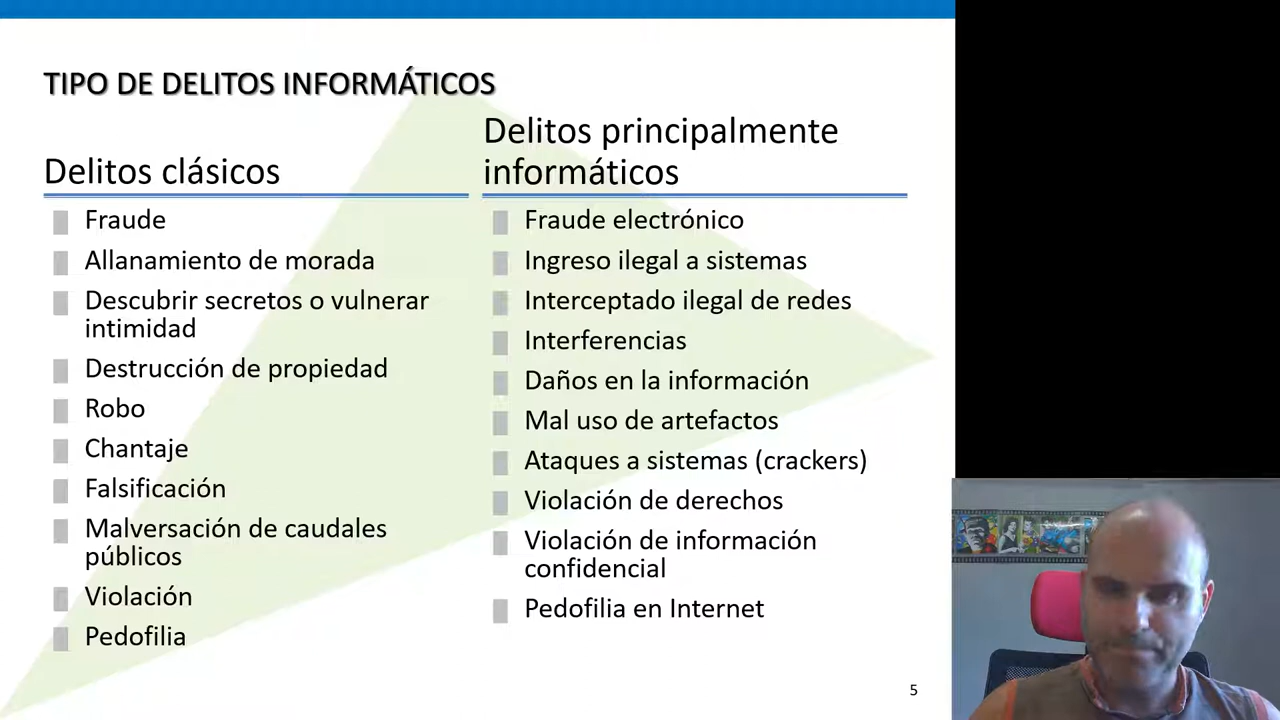 TIPO DE DELITOS INFORMÁTICOS
Delitos clásicos
Fraude
Allanamiento de morada
Descubrir secretos o vulnerar
intimidad
Destrucción de propiedad
Robo
Chantaje
Falsificación
Malversación de caudales
públicos
Violación
Pedofilia
Delitos principalmente
informáticos
Fraude electrónico
Ingreso ilegal a sistemas
Interceptado ilegal de redes
Interferencias
Daños en la información
Mal uso de artefactos
Ataques a sistemas (crackers)
Violación de derechos
Violación de información
confidencial
Pedofilia en Internet
5